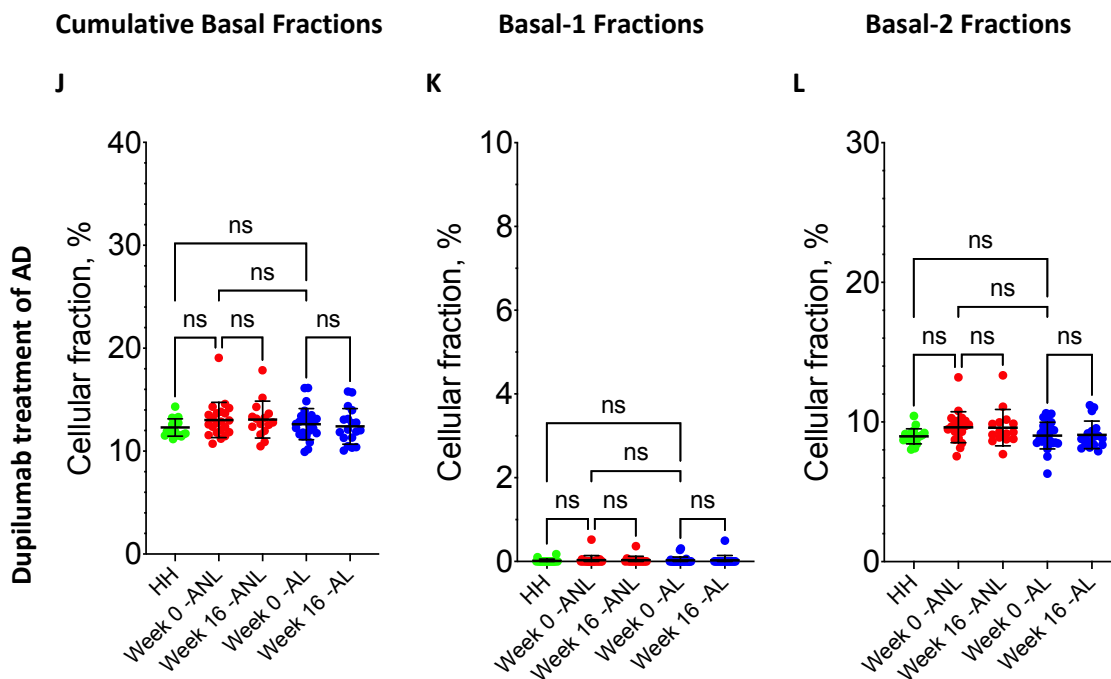 Cumulative Basal Fractions
Basal-1 Fractions
Basal-2 Fractions
Dupilumab treatment of AD
J
Cellular fraction, %
40
30
20
10
0
ns
ns
ns
ns
ns
HH
Week 0 -ANL
Week 16 -ANL
Week 0 -AL
Week 16 -AL
K
Cellular fraction, %
10
8
6
4
2
0
ns
ns
ns
ns
ns
HH
Week 0 -ANL
Week 16 -ANL
Week 0 -AL
Week 16 -AL
L
Cellular fraction, %
30
20
10
0
ns
ns
ns
ns
ns
HH
Week 0 -ANL
Week 16 -ANL
Week 0 -AL
Week 16 -AL